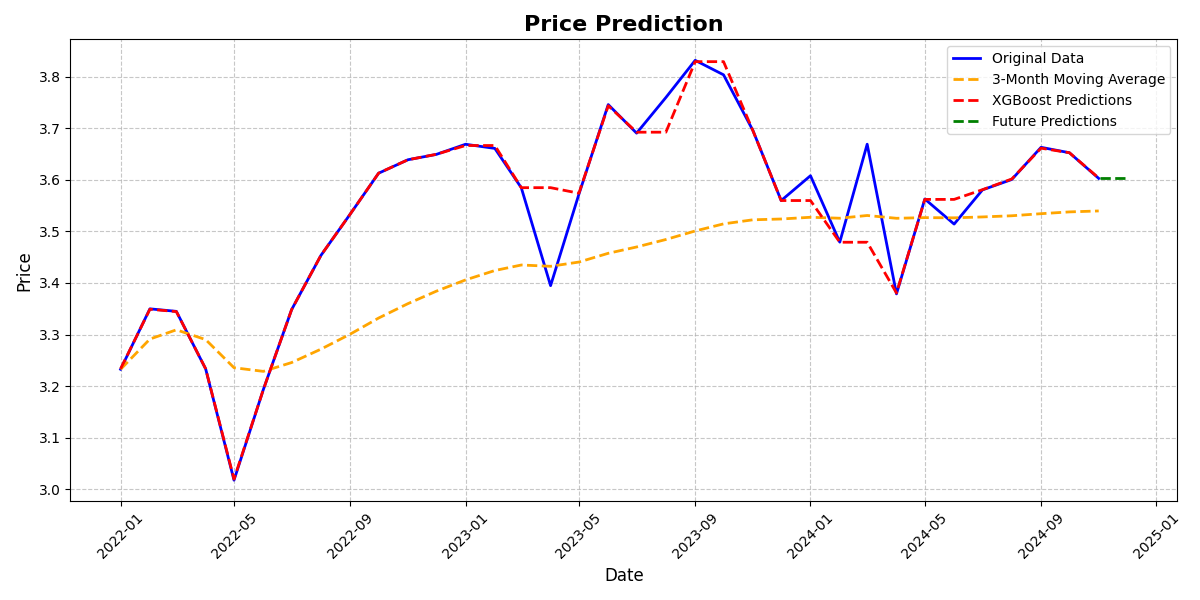 Price Prediction
Original Data
3-Month Moving Average
XGBoost Predictions
Future Predictions
Price
3.8
3.7
3.6
3.5
3.4
3.3
3.2
3.1
3.0
2022-01
2022-05
2022-09
2023-01
2023-05
2023-09
2024-01
2024-05
2024-09
2025-01
Date